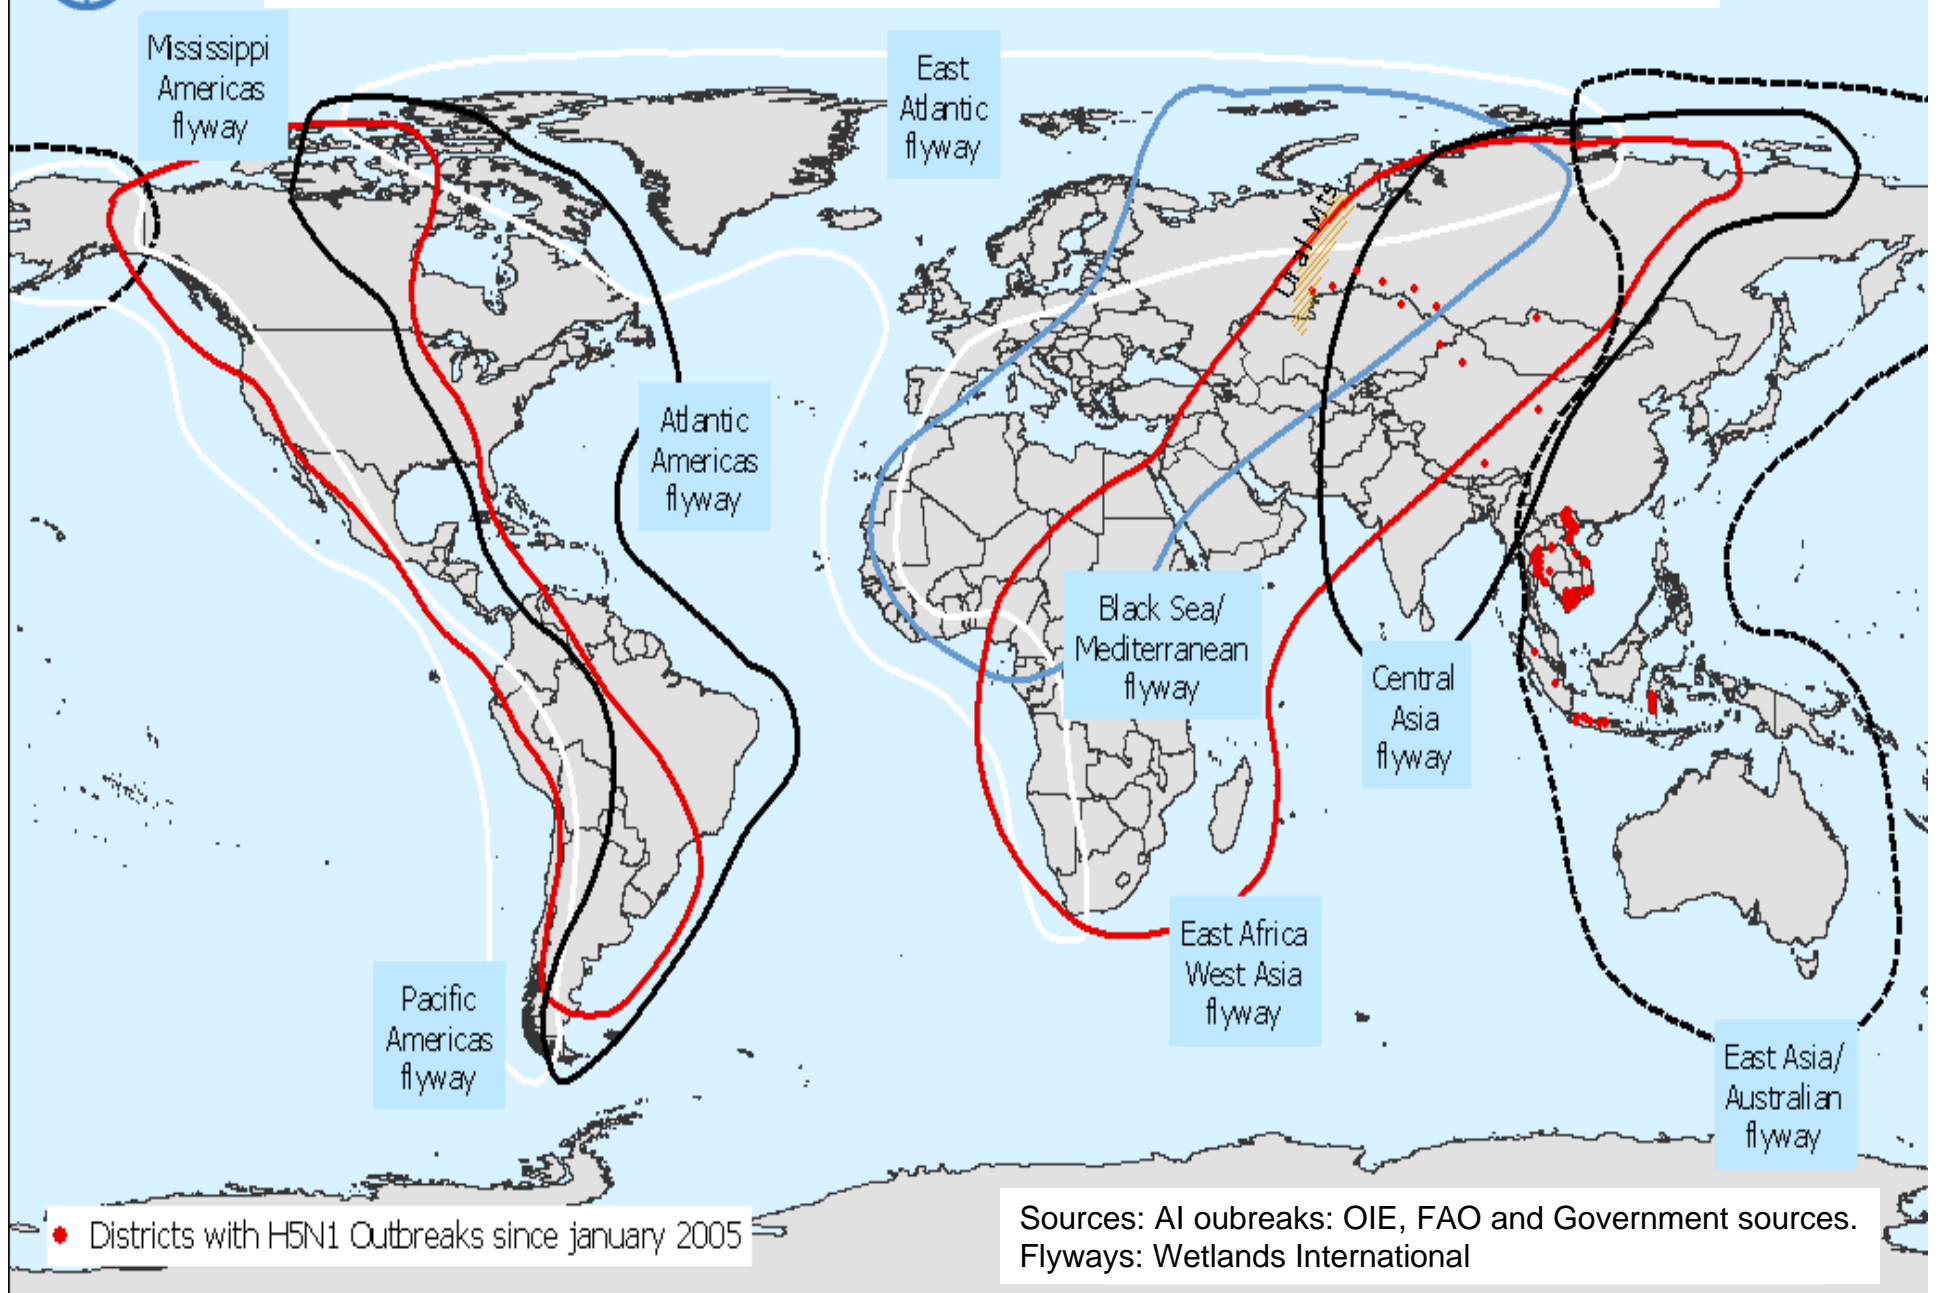 Mississippi
Americas
flyway
East
Atlantic
flyway
Ural Mts.
Atlantic
Americas
flyway
Black Sea/
Mediterranean
flyway
Central
Asia
flyway
East Africa
West Asia
flyway
Pacific
Americas
flyway
East Asia/
Australian
flyway
Districts with H5N1 Outbreaks since january 2005
Sources: AI oubreaks: OIE, FAO and Government sources.
Flyways: Wetlands International